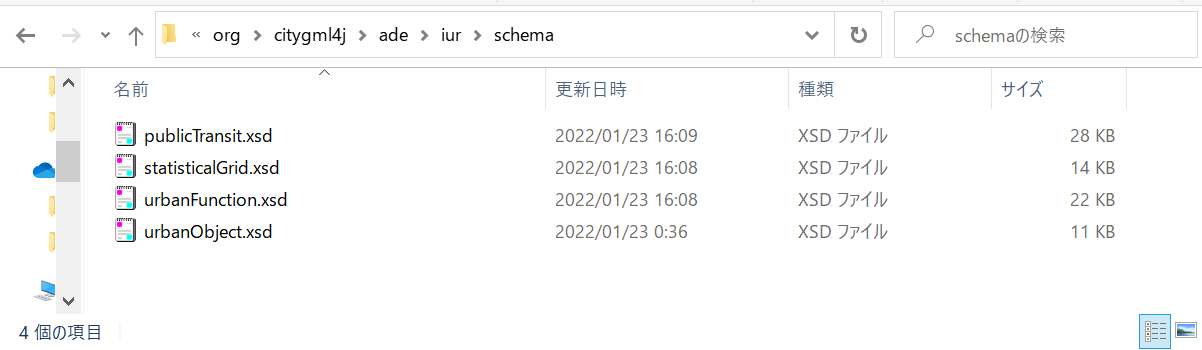 « org > citygml4j > ade > iur > schema schemaの検索
名前 更新日時 種類 サイズ
publicTransit.xsd 2022/01/23 16:09 XSD ファイル 28 KB
statisticalGrid.xsd 2022/01/23 16:08 XSD ファイル 14 KB
urbanFunction.xsd 2022/01/23 16:08 XSD ファイル 22 KB
urbanObject.xsd 2022/01/23 0:36 XSD ファイル 11 KB
4 個の項目